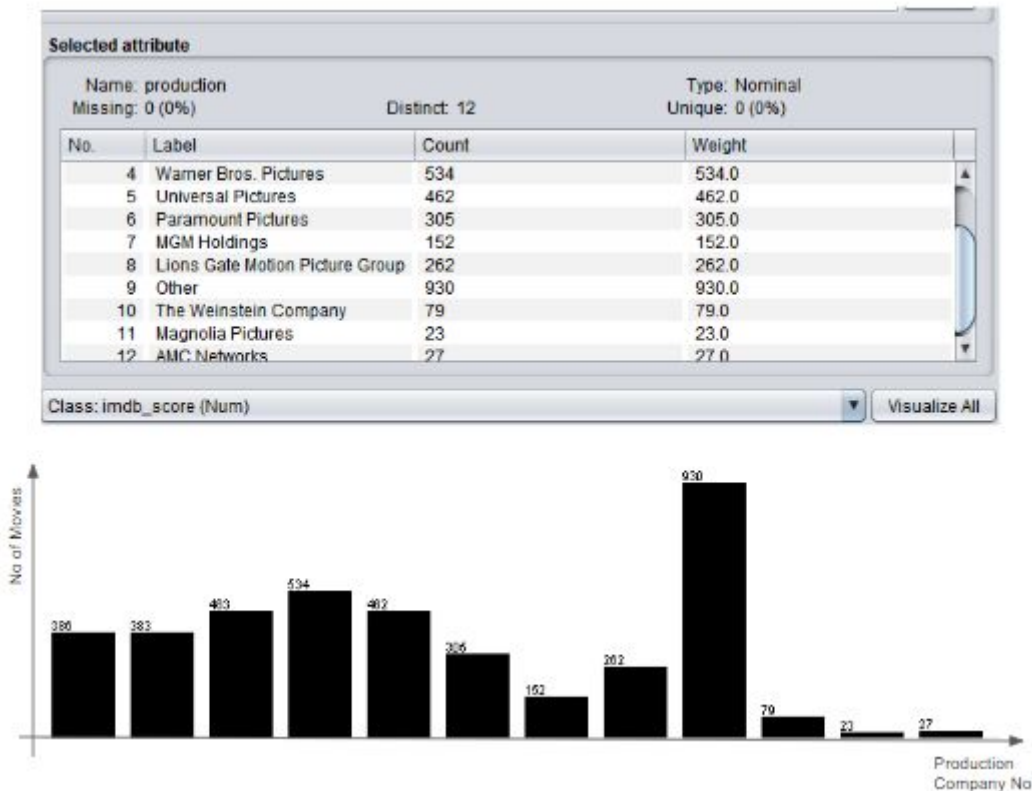 Selected attribute
Name: production Type: Nominal
Missing: 0 (0%) Distinct: 12 Unique: 0 (0%)
No. Label Count Weight
4 Warner Bros. Pictures 534 534.0
5 Universal Pictures 462 462.0
6 Paramount Pictures 305 305.0
7 MGM Holdings 152 152.0
8 Lions Gate Motion Picture Group 262 262.0
9 Other 930 930.0
10 The Weinstein Company 79 79.0
11 Magnolia Pictures 23 23.0
12 AMC Networks 27 27.0
Class: imdb_score (Num) Visualize All
No of Movies
386 383 463 534 462 305 152 262 930 79 23 27
Production
Company No